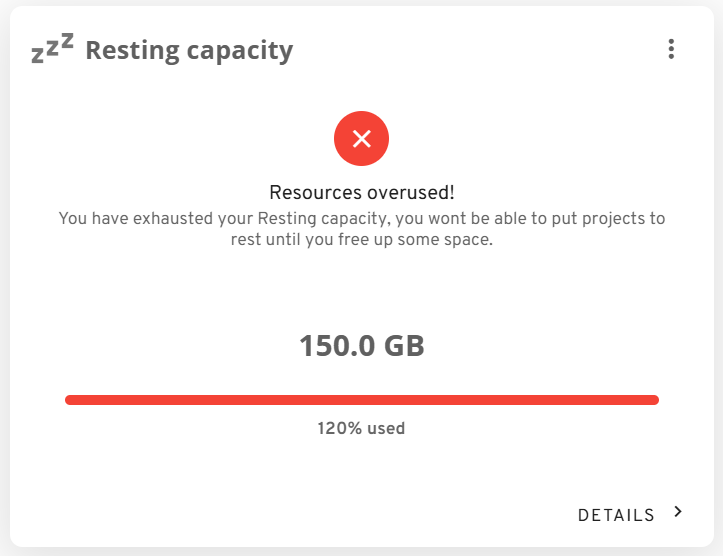 zzz Resting capacity
Resources overused!
You have exhausted your Resting capacity, you wont be able to put projects to
rest until you free up some space.
150.0 GB
120% used
DETAILS